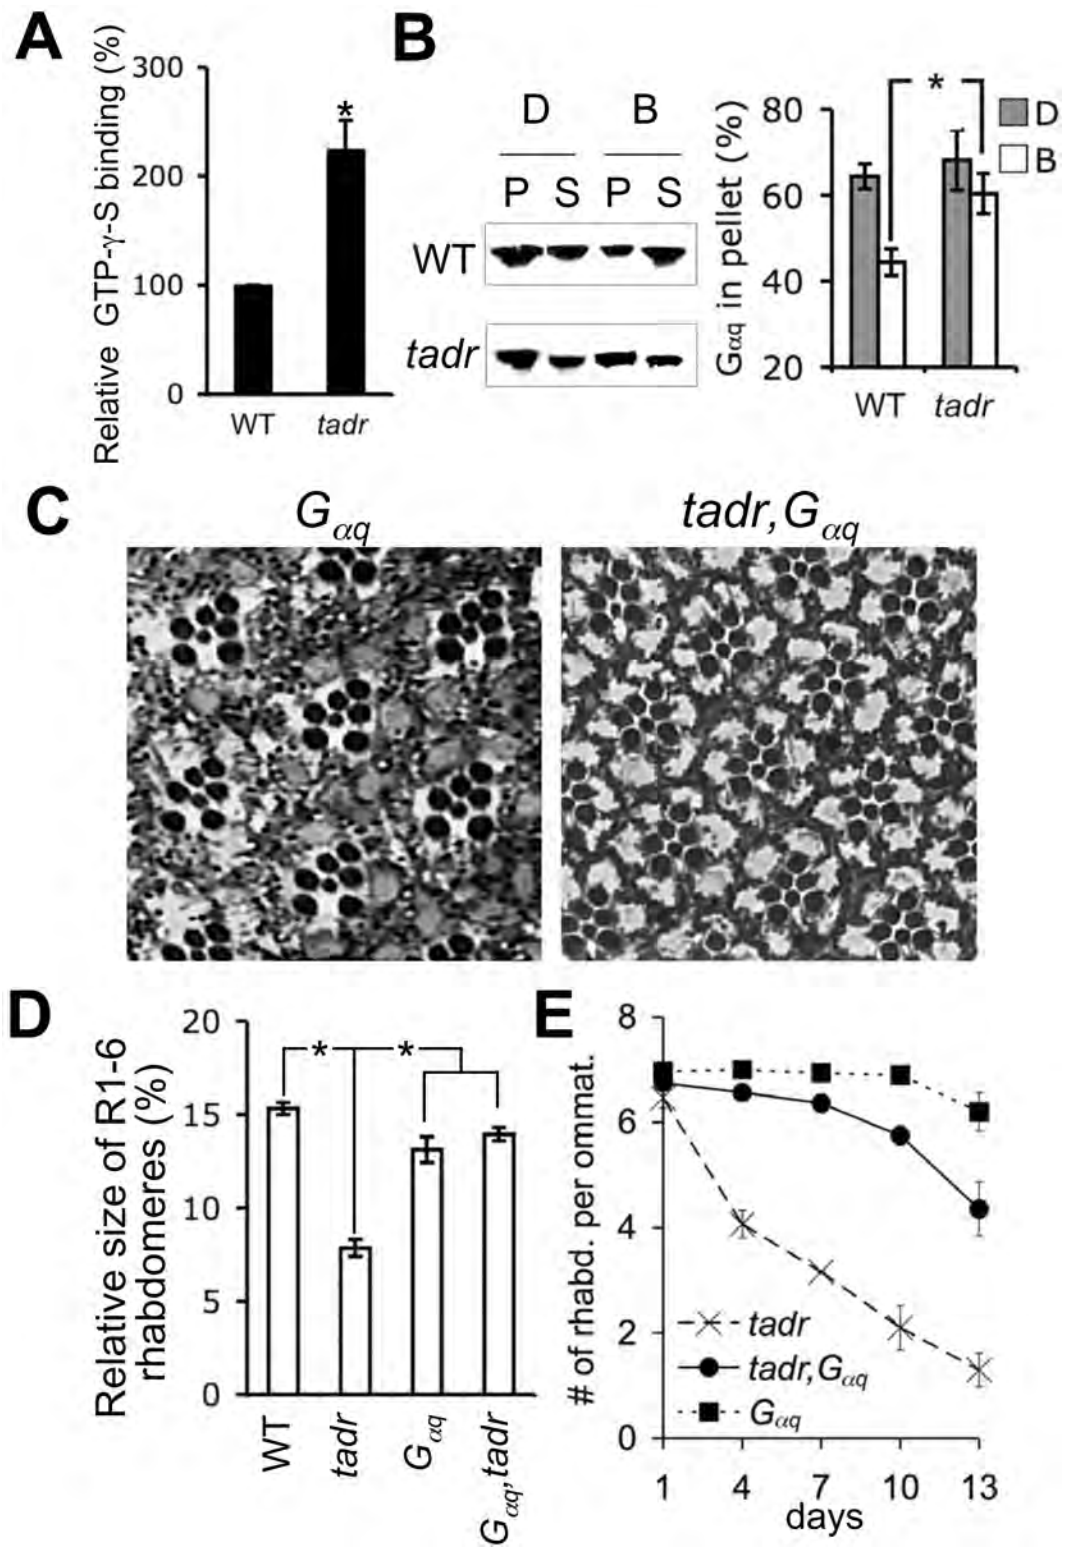 A
Relative GTP-γ-S binding (%)
300
200
100
0
*
WT tadr
B
D B
P S P S
WT
tadr
Gαq in pellet (%)
80
60
40
20
*
D
B
WT tadr
C
Gαq
tadr,Gαq
D
Relative size of R1-6
rhabdomeres (%)
20
15
10
5
0
* *
WT
tadr
Gαq
Gαq,tadr
E
# of rhabd. per ommat.
8
6
4
2
0
tadr
tadr,Gαq
Gαq
1 4 7 10 13
days